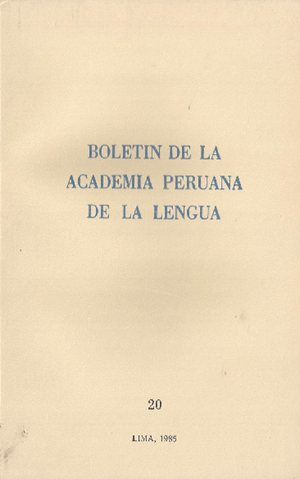 BOLETIN DE LA
ACADEMIA PERUANA
DE LA LENGUA
20
LIMA, 1985